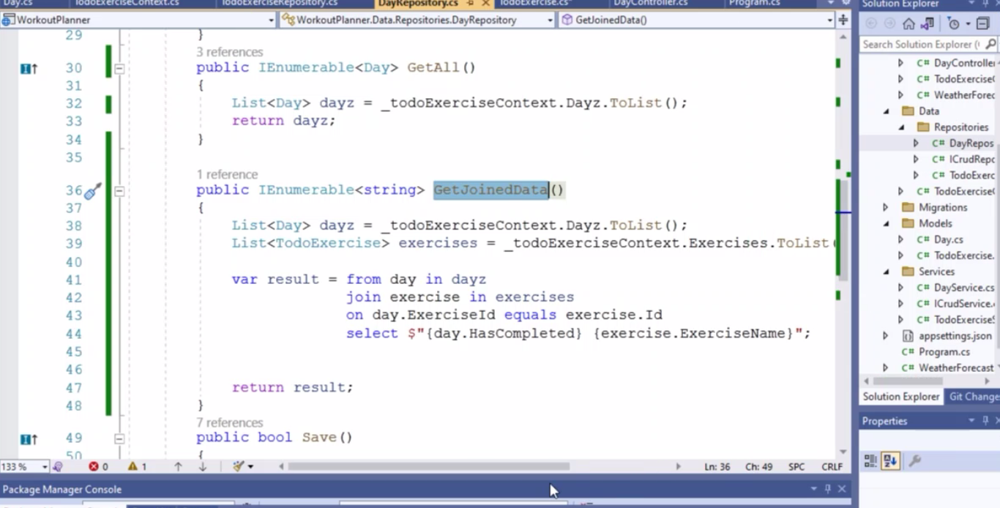 Day.cs TodoExerciseContext.cs TodoExerciseRepository.cs DayRepository.cs TodoExercise.cs* DayController.cs Program.cs
WorkoutPlanner WorkoutPlanner.Data.Repositories.DayRepository GetJoinedData()
29 }
3 references
30 public IEnumerable<Day> GetAll()
31 {
32 List<Day> dayz = _todoExerciseContext.Dayz.ToList();
33 return dayz;
34 }
35
1 reference
36 public IEnumerable<string> GetJoinedData()
37 {
38 List<Day> dayz = _todoExerciseContext.Dayz.ToList();
39 List<TodoExercise> exercises = _todoExerciseContext.Exercises.ToList(
40
41 var result = from day in dayz
42 join exercise in exercises
43 on day.ExerciseId equals exercise.Id
44 select $"{day.HasCompleted} {exercise.ExerciseName}";
45
46
47 return result;
48 }
7 references
49 public bool Save()
50 {
133 % 0 1 Ln: 36 Ch: 49 SPC CRLF
Package Manager Console
Solution Explorer
Search Solution Explorer (
C# DayController
C# TodoExercise
C# WeatherForec
Data
Repositories
C# DayRepos
C# ICrudRepo
C# TodoExerc
C# TodoExercise
Migrations
Models
C# Day.cs
C# TodoExercise.
Services
C# DayService.cs
C# ICrudService.
C# TodoExercise
appsettings.json
C# Program.cs
C# WeatherForecast
Solution Explorer Git Change
Properties